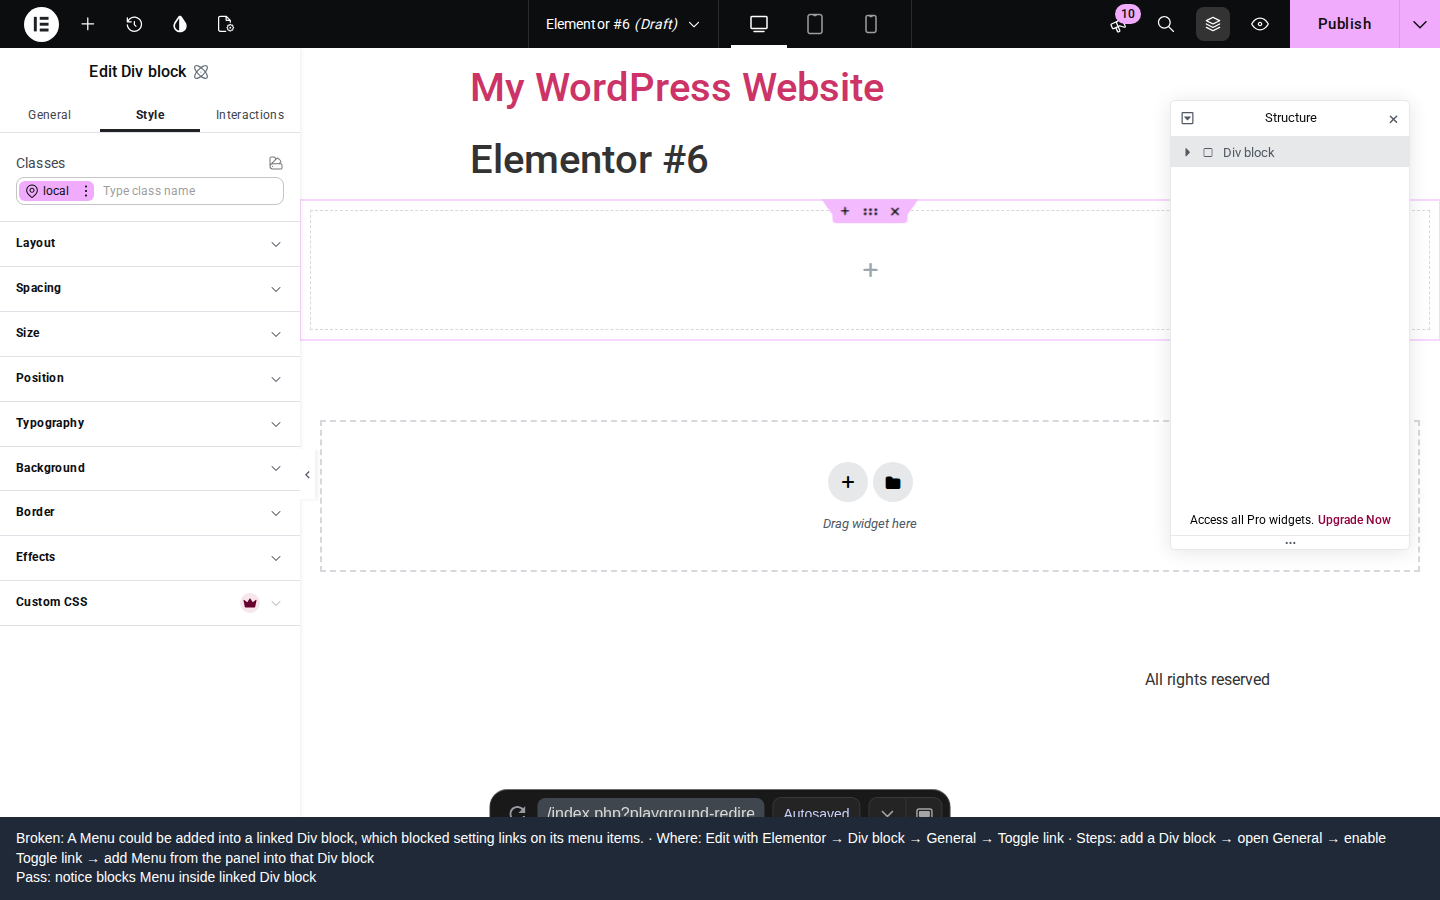 Elementor #6 (Draft)
10
Publish
Edit Div block
General
Style
Interactions
Classes
local
Type class name
Layout
Spacing
Size
Position
Typography
Background
Border
Effects
Custom CSS
My WordPress Website
Elementor #6
Drag widget here
All rights reserved
Structure
Div block
Access all Pro widgets. Upgrade Now
/index.php?playground-redire
Autosaved
Broken: A Menu could be added into a linked Div block, which blocked setting links on its menu items. · Where: Edit with Elementor → Div block → General → Toggle link · Steps: add a Div block → open General → enable
Toggle link → add Menu from the panel into that Div block
Pass: notice blocks Menu inside linked Div block